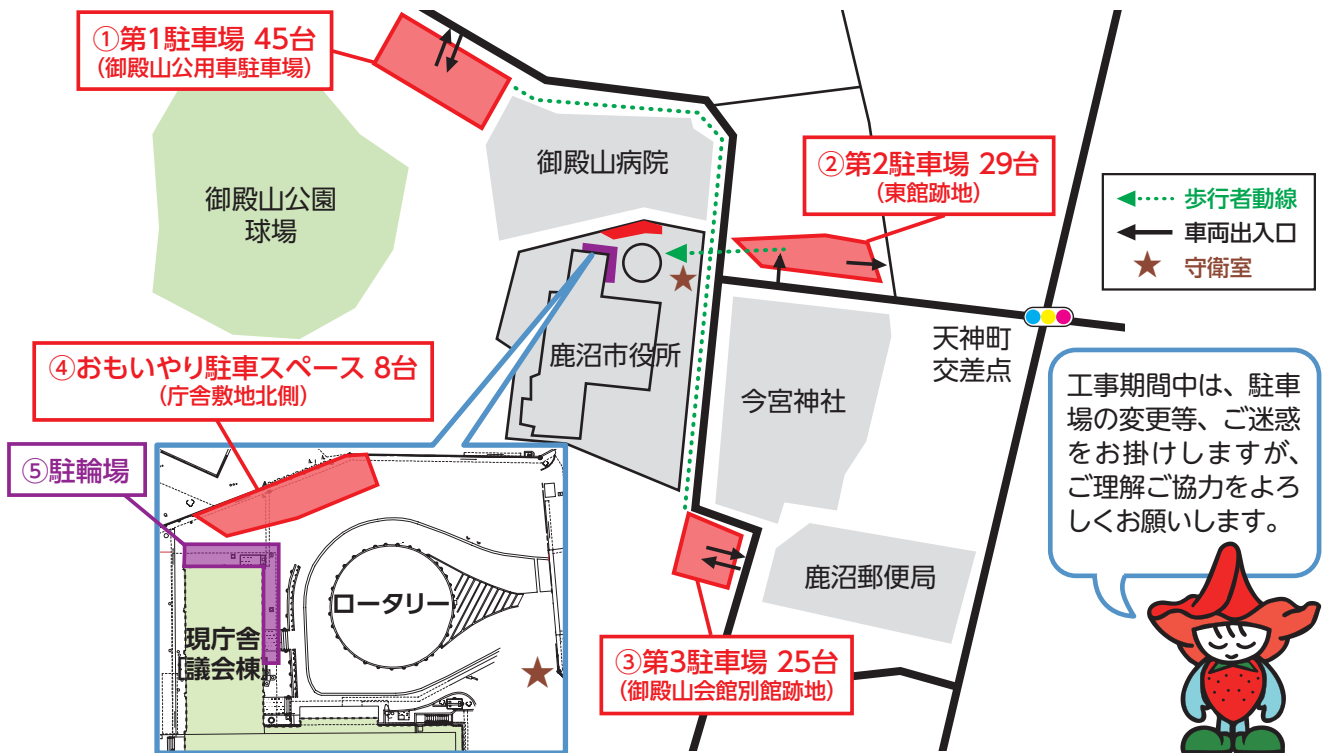 ①第1駐車場 45台
(御殿山公用車駐車場)
御殿山公園
球場
御殿山病院
②第2駐車場 29台
(東館跡地)
歩行者動線
車両出入口
守衛室
鹿沼市役所
天神町
交差点
今宮神社
④おもいやり駐車スペース 8台
(庁舎敷地北側)
⑤駐輪場
ロータリー
現庁舎
議会棟
鹿沼郵便局
③第3駐車場 25台
(御殿山会館別館跡地)
工事期間中は、駐車
場の変更等、ご迷惑
をお掛けしますが、
ご理解ご協力をよろ
しくお願いします。